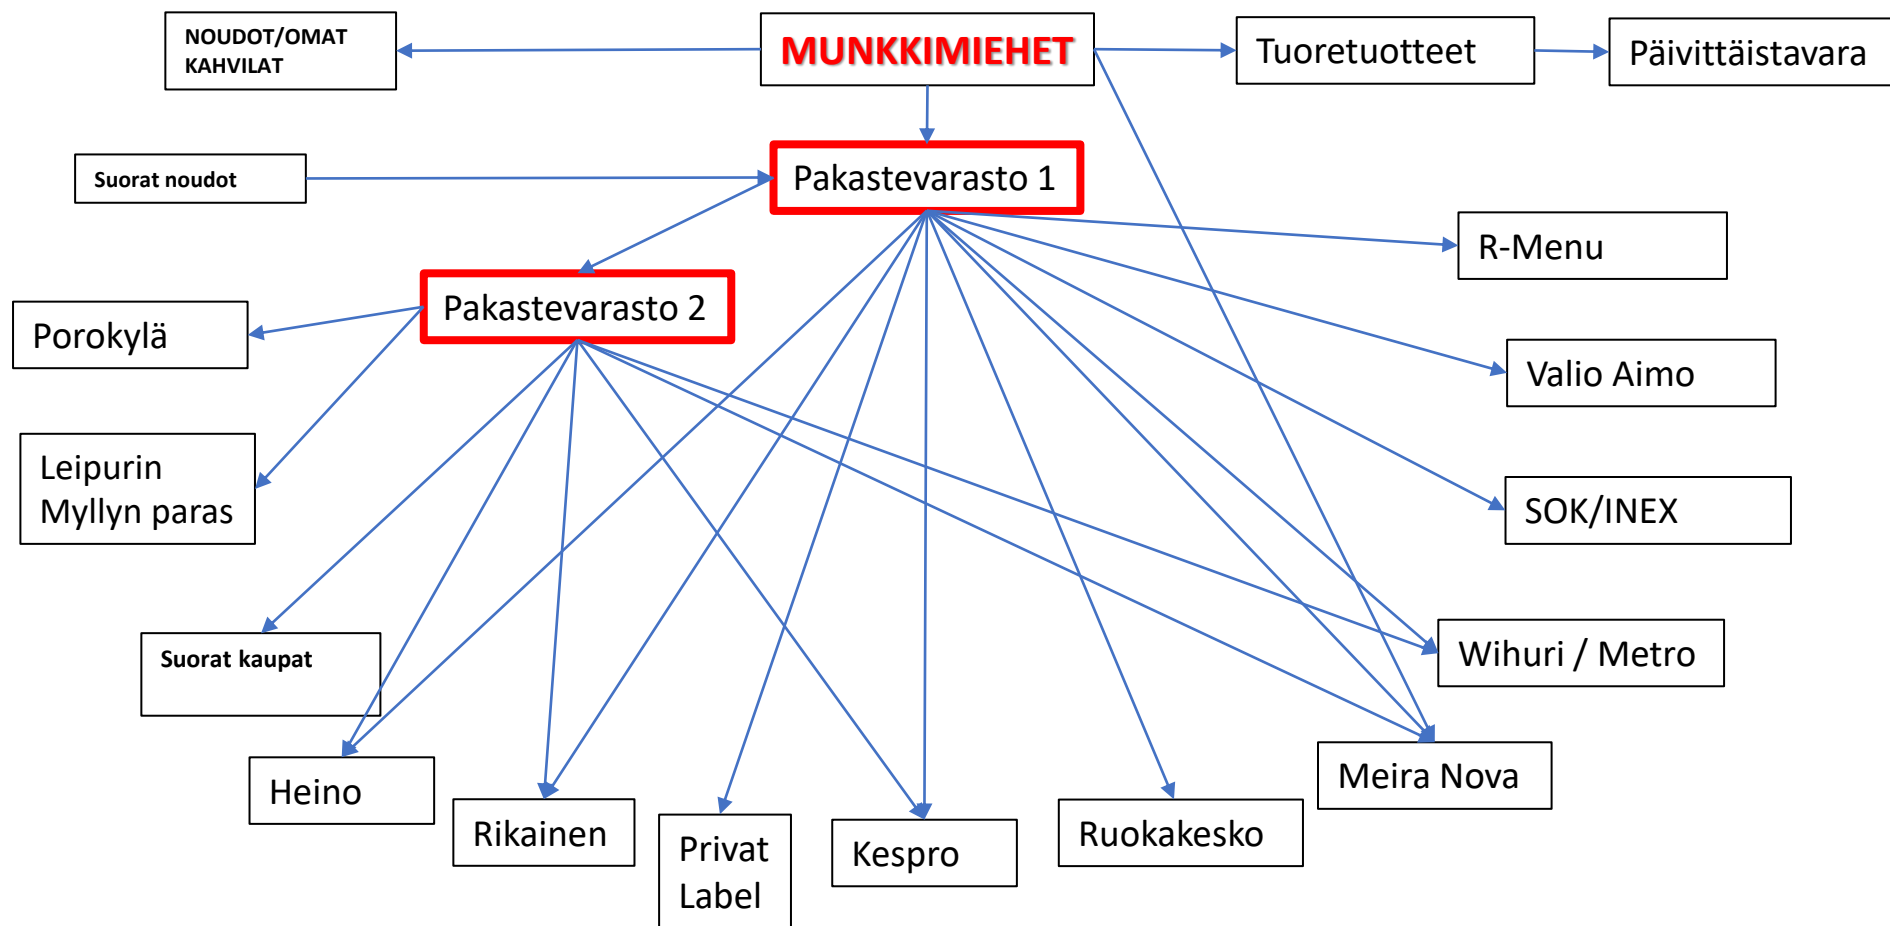 NOUDOT/OMAT
KAHVILAT
MUNKKIMIEHET
Tuoretuotteet
Päivittäistavara
Suorat noudot
Pakastevarasto 1
R-Menu
Pakastevarasto 2
Porokylä
Valio Aimo
Leipurin
Myllyn paras
SOK/INEX
Suorat kaupat
Wihuri / Metro
Heino
Meira Nova
Rikainen
Privat
Label
Kespro
Ruokakesko